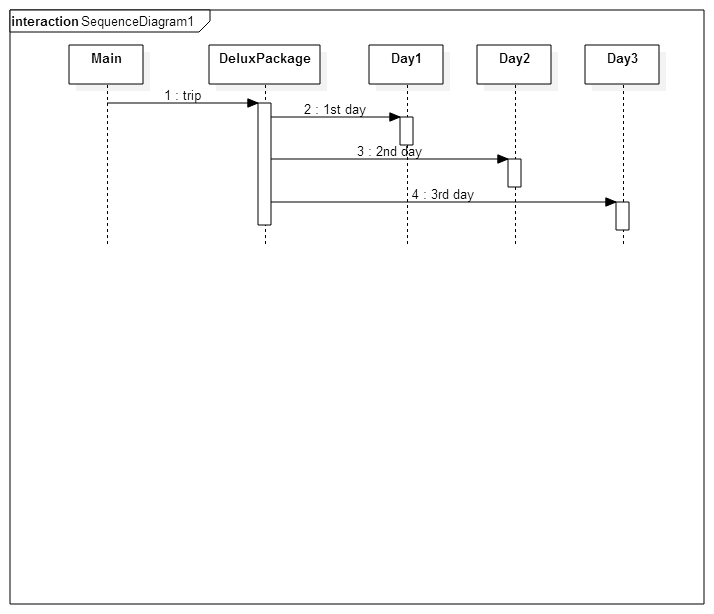 interaction SequenceDiagram1
Main
DeluxPackage
Day1
Day2
Day3
1 : trip
2 : 1st day
3 : 2nd day
4 : 3rd day